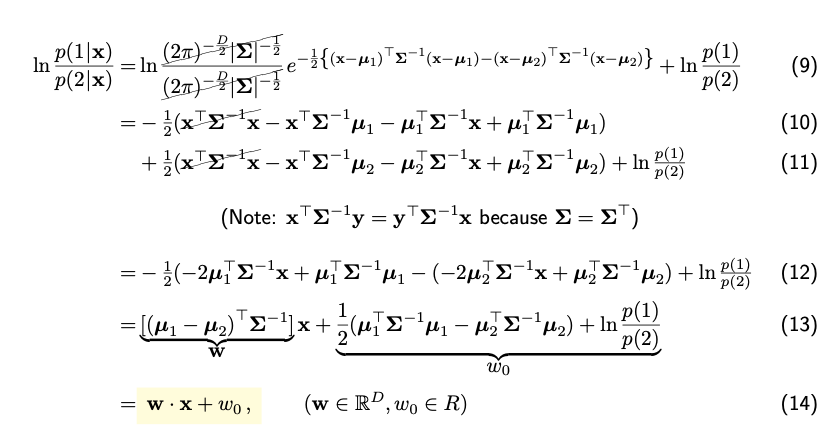 ln p(1|𝐱)/p(2|𝐱) = ln (2π)^{-D/2}|𝚺|^{-1/2} / (2π)^{-D/2}|𝚺|^{-1/2} e^{-1/2{(𝐱−𝝁₁)^⊤𝚺^{-1}(𝐱−𝝁₁)−(𝐱−𝝁₂)^⊤𝚺^{-1}(𝐱−𝝁₂)}} + ln p(1)/p(2) (9)
= − 1/2(𝐱^⊤𝚺^{-1}𝐱 − 𝐱^⊤𝚺^{-1}𝝁₁ − 𝝁₁^⊤𝚺^{-1}𝐱 + 𝝁₁^⊤𝚺^{-1}𝝁₁) (10)
+ 1/2(𝐱^⊤𝚺^{-1}𝐱 − 𝐱^⊤𝚺^{-1}𝝁₂ − 𝝁₂^⊤𝚺^{-1}𝐱 + 𝝁₂^⊤𝚺^{-1}𝝁₂) + ln p(1)/p(2) (11)
(Note: 𝐱^⊤𝚺^{-1}𝐲 = 𝐲^⊤𝚺^{-1}𝐱 because 𝚺 = 𝚺^⊤)
= − 1/2(−2𝝁₁^⊤𝚺^{-1}𝐱 + 𝝁₁^⊤𝚺^{-1}𝝁₁ − (−2𝝁₂^⊤𝚺^{-1}𝐱 + 𝝁₂^⊤𝚺^{-1}𝝁₂) + ln p(1)/p(2) (12)
= [(𝝁₁ − 𝝁₂)^⊤𝚺^{-1}] 𝐱 + 1/2(𝝁₁^⊤𝚺^{-1}𝝁₁ − 𝝁₂^⊤𝚺^{-1}𝝁₂) + ln p(1)/p(2) (13)
𝐰 w₀
= 𝐰 · 𝐱 + w₀ , (𝐰 ∈ ℝ^D, w₀ ∈ R) (14)